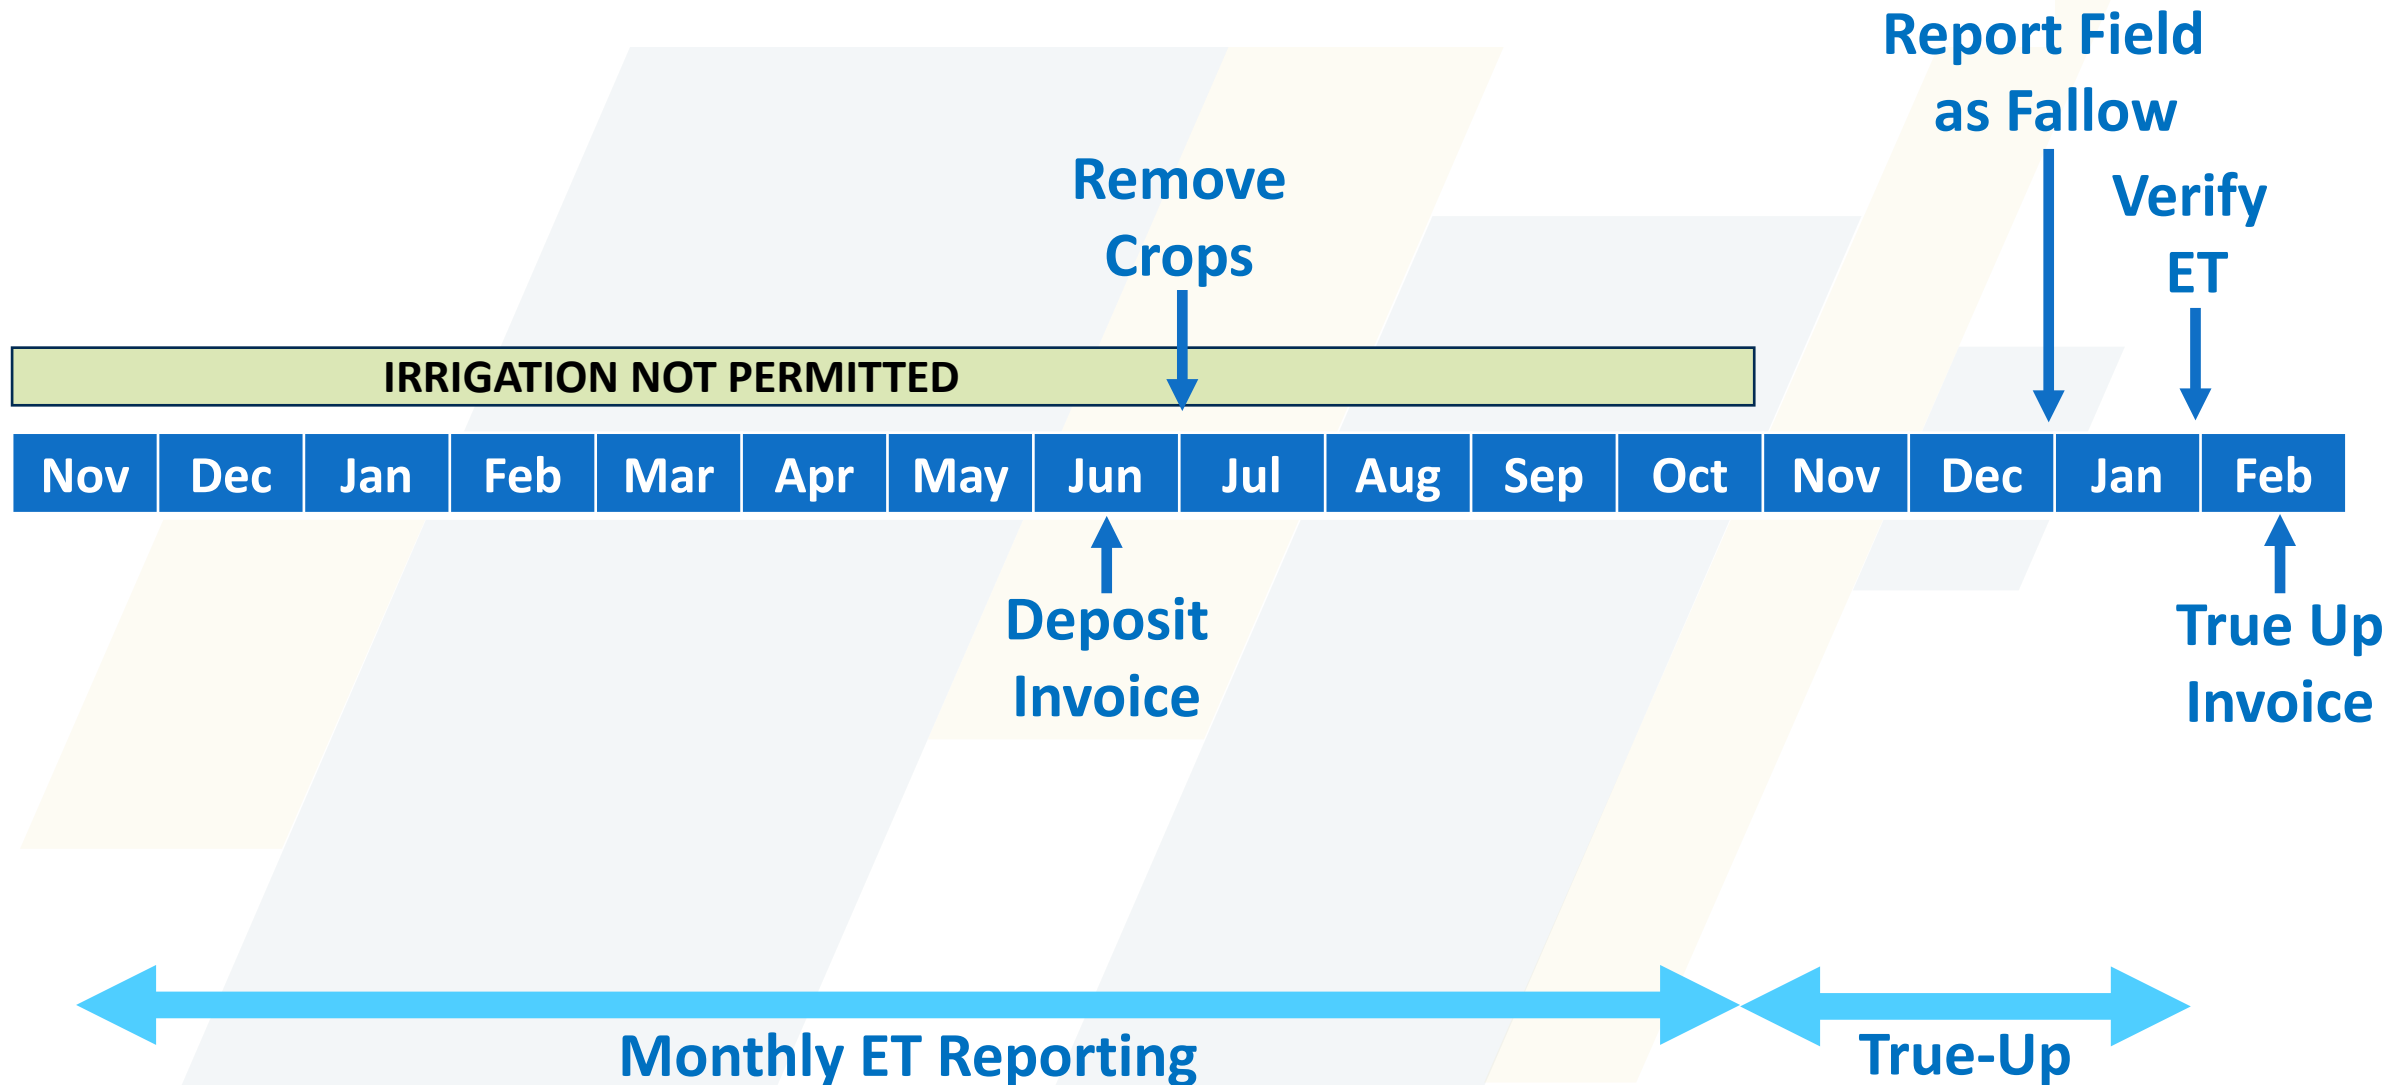 Report Field
as Fallow
Remove
Crops
Verify
ET
IRRIGATION NOT PERMITTED
Nov Dec Jan Feb Mar Apr May Jun Jul Aug Sep Oct Nov Dec Jan Feb
Deposit
Invoice
True Up
Invoice
Monthly ET Reporting
True-Up